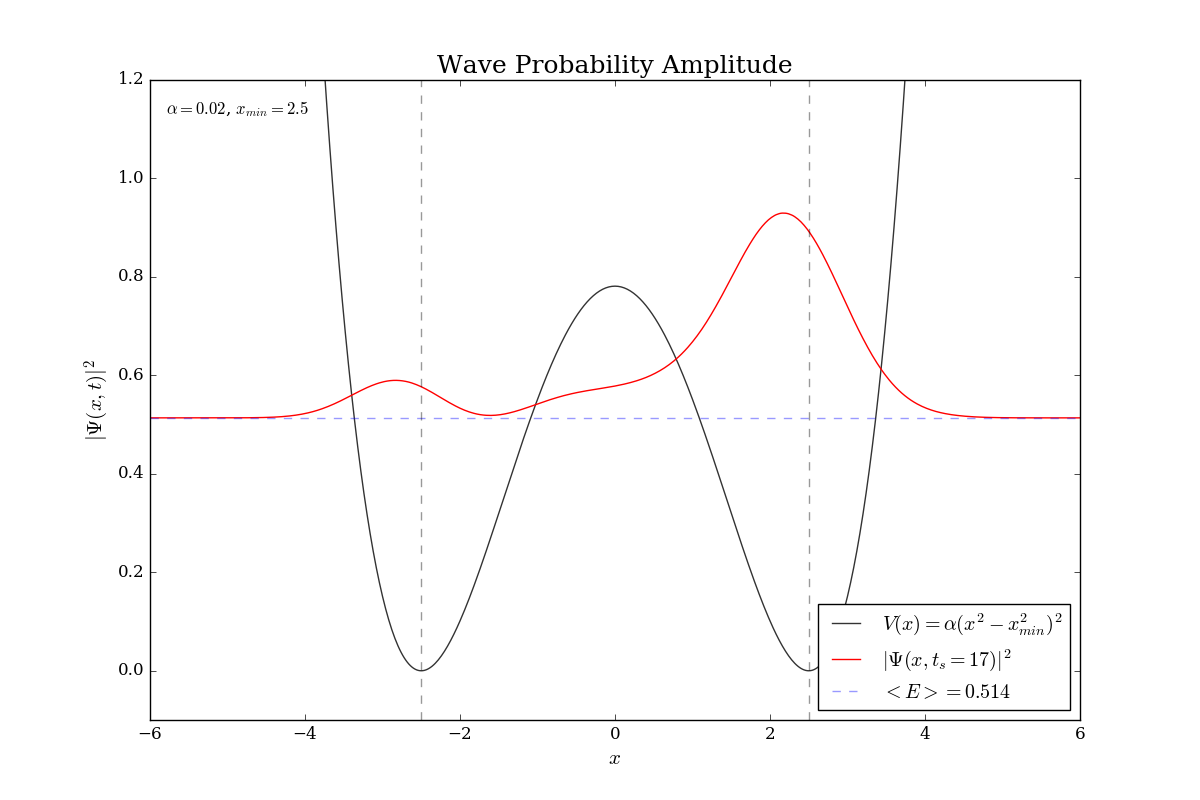 Wave Probability Amplitude
α = 0.02, x_min = 2.5
|Ψ(x, t)|²
1.2
1.0
0.8
0.6
0.4
0.2
0.0
−6
−4
−2
0
2
4
6
x
V(x) = α(x² − x²_min)²
|Ψ(x, t_s = 17)|²
<E> = 0.514